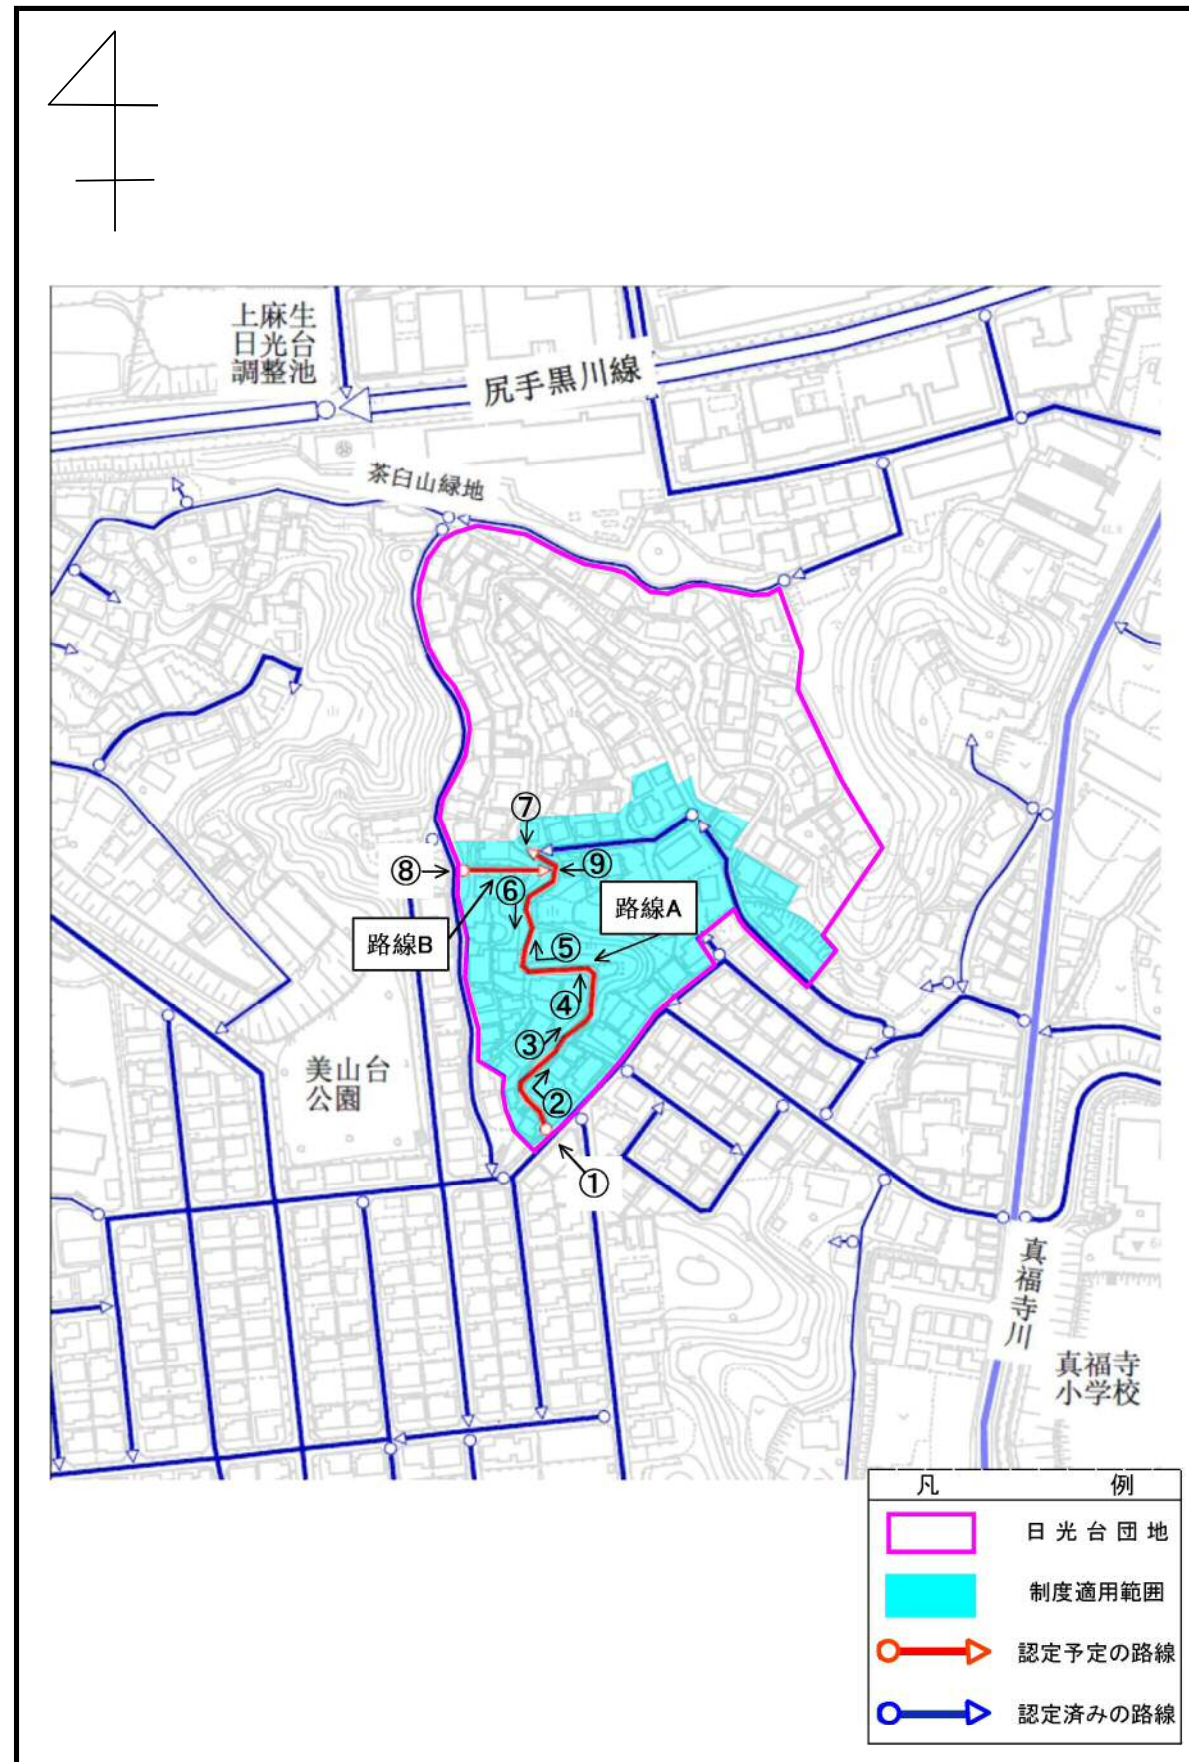 上麻生
日光台
調整池
尻手黒川線
茶臼山緑地
⑦
⑧
⑨
⑥
路線A
路線B
⑤
④
③
②
①
美山台
公園
真福寺川
真福寺
小学校
凡 例
日光台団地
制度適用範囲
認定予定の路線
認定済みの路線